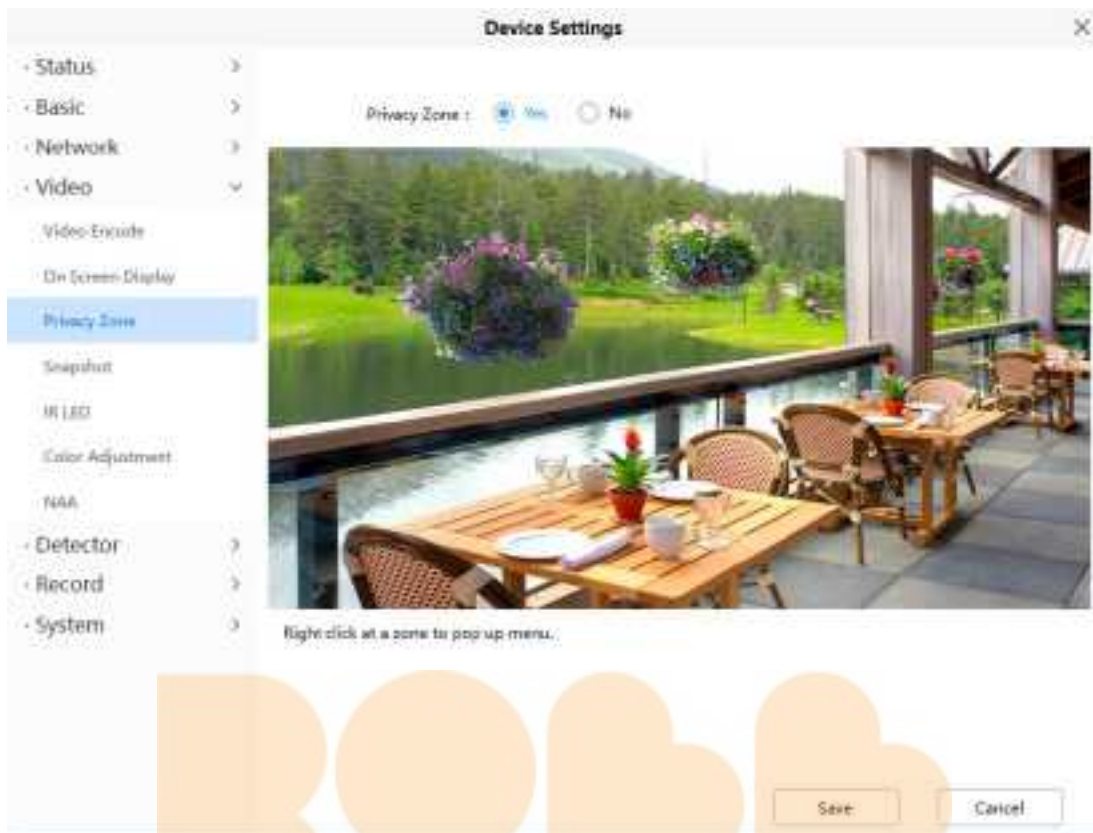 Device Settings
Status
Basic
Network
Video
Video Encode
On Screen Display
Privacy Zone
Snapshot
IR LED
Color Adjustment
NAA
Detector
Record
System
Privacy Zone : Yes No
Right click at a zone to pop up menu.
ROBB
Save Cancel